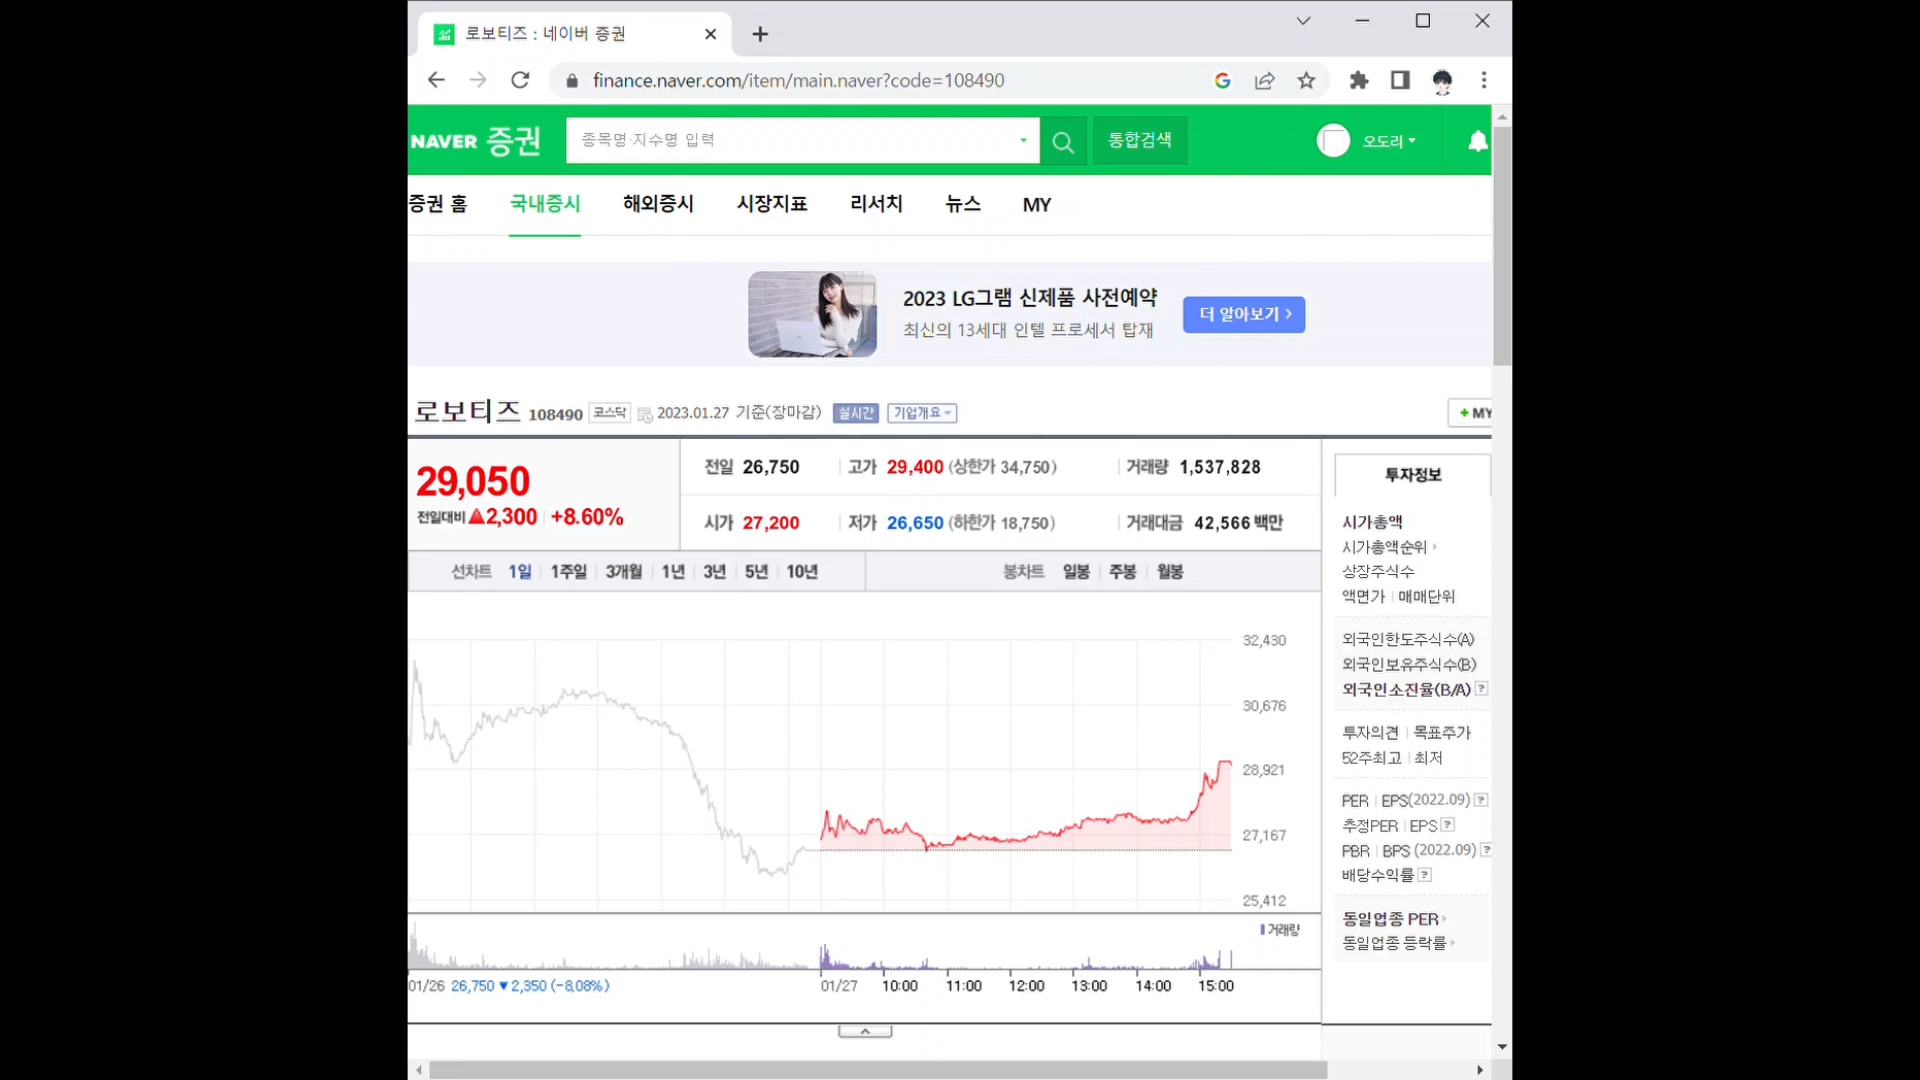 로보티즈 : 네이버 증권
finance.naver.com/item/main.naver?code=108490
NAVER 증권 종목명·지수명 입력 통합검색 오도리
증권 홈 국내증시 해외증시 시장지표 리서치 뉴스 MY
2023 LG그램 신제품 사전예약
최신의 13세대 인텔 프로세서 탑재
더 알아보기 >
로보티즈 108490 코스닥 2023.01.27 기준(장마감) 실시간 기업개요 + MY
29,050
전일대비 ▲2,300 +8.60%
전일 26,750 고가 29,400 (상한가 34,750) 거래량 1,537,828
시가 27,200 저가 26,650 (하한가 18,750) 거래대금 42,566 백만
선차트 1일 1주일 3개월 1년 3년 5년 10년 봉차트 일봉 주봉 월봉
32,430
30,676
28,921
27,167
25,412
거래량
01/26 26,750 ▼2,350 (-8.08%) 01/27 10:00 11:00 12:00 13:00 14:00 15:00
투자정보
시가총액
시가총액순위
상장주식수
액면가 | 매매단위
외국인한도주식수(A)
외국인보유주식수(B)
외국인소진율(B/A) ?
투자의견 | 목표주가
52주최고 | 최저
PER | EPS(2022.09) ?
추정PER | EPS ?
PBR | BPS (2022.09) ?
배당수익률 ?
동일업종 PER
동일업종 등락률